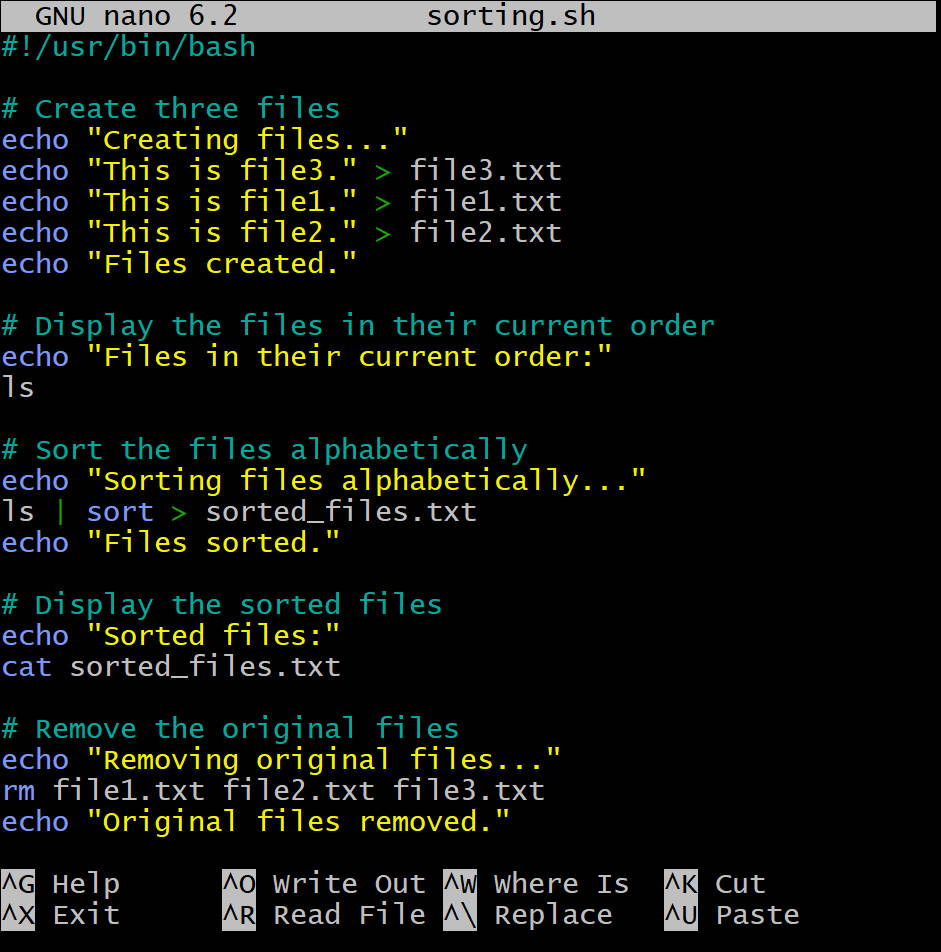 GNU nano 6.2 sorting.sh
#!/usr/bin/bash
# Create three files
echo "Creating files..."
echo "This is file3." > file3.txt
echo "This is file1." > file1.txt
echo "This is file2." > file2.txt
echo "Files created."
# Display the files in their current order
echo "Files in their current order:"
ls
# Sort the files alphabetically
echo "Sorting files alphabetically..."
ls | sort > sorted_files.txt
echo "Files sorted."
# Display the sorted files
echo "Sorted files:"
cat sorted_files.txt
# Remove the original files
echo "Removing original files..."
rm file1.txt file2.txt file3.txt
echo "Original files removed."
^G Help ^O Write Out ^W Where Is ^K Cut
^X Exit ^R Read File ^\ Replace ^U Paste